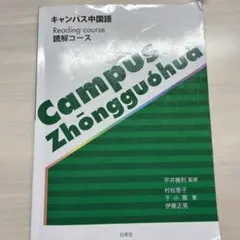 キャンパス中国語
Reading course
読解コース
Campus
Zhōngguóhuà
平井勝利 監修
村松恵子
于小薇 著
伊藤正晃
白帝社